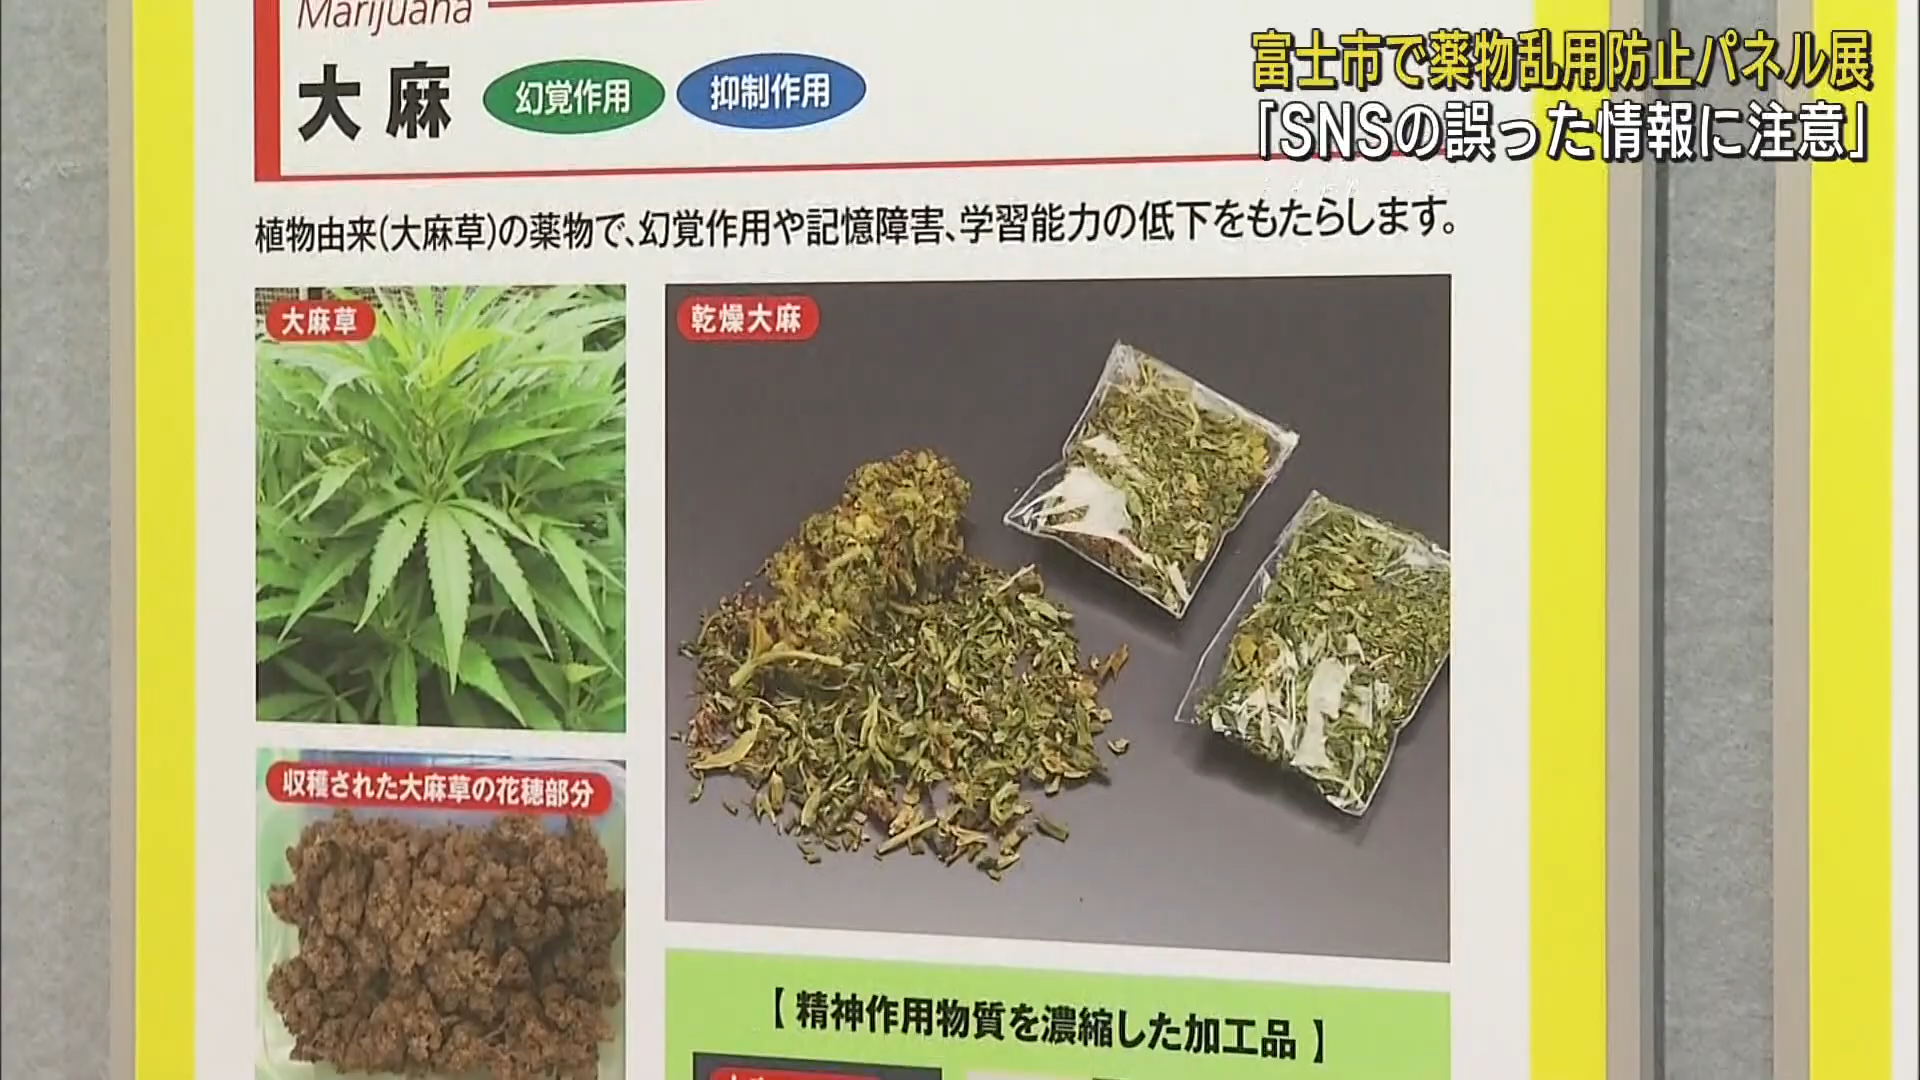 富士市で薬物乱用防止パネル展
「SNSの誤った情報に注意」
Marijuana
大麻 幻覚作用 抑制作用
植物由来(大麻草)の薬物で、幻覚作用や記憶障害、学習能力の低下をもたらします。
大麻草
乾燥大麻
収穫された大麻草の花穂部分
【 精神作用物質を濃縮した加工品 】